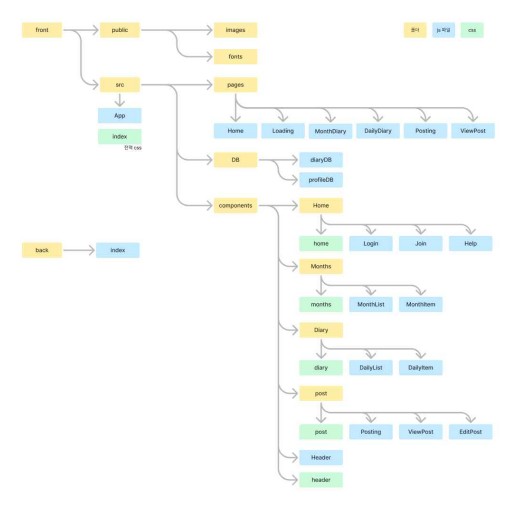 front
public
images
폴더
js 파일
css
fonts
src
pages
App
index
전역 css
Home
Loading
MonthDiary
DailyDiary
Posting
ViewPost
DB
diaryDB
profileDB
components
Home
home
Login
Join
Help
back
index
Months
months
MonthList
MonthItem
Diary
diary
DailyList
DailyItem
post
post
Posting
ViewPost
EditPost
Header
header